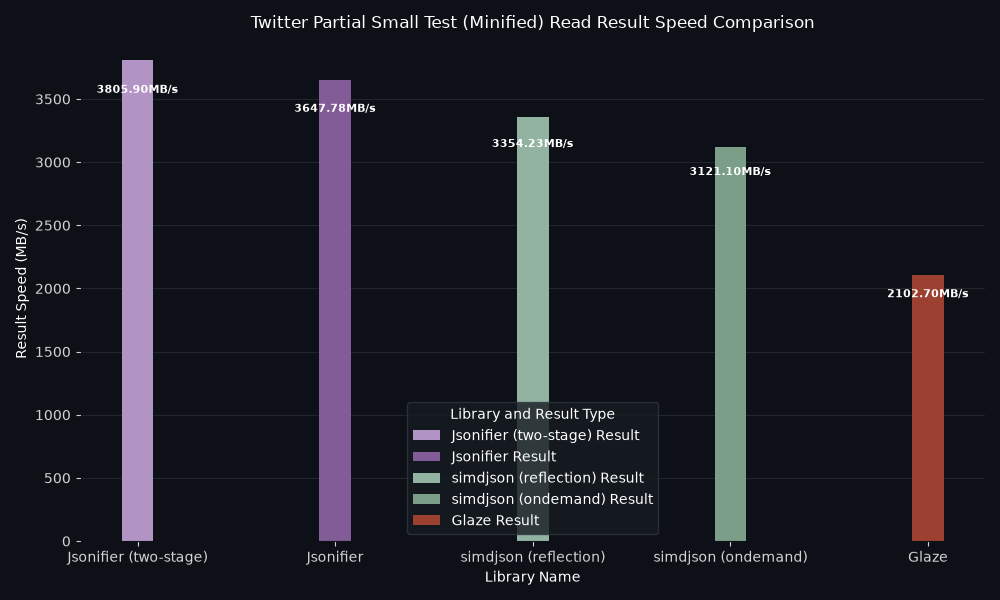 Twitter Partial Small Test (Minified) Read Result Speed Comparison
3805.90MB/s
3647.78MB/s
3354.23MB/s
3121.10MB/s
2102.70MB/s
Result Speed (MB/s)
3500
3000
2500
2000
1500
1000
500
0
Library and Result Type
Jsonifier (two-stage) Result
Jsonifier Result
simdjson (reflection) Result
simdjson (ondemand) Result
Glaze Result
Jsonifier (two-stage)
Jsonifier
simdjson (reflection)
simdjson (ondemand)
Glaze
Library Name